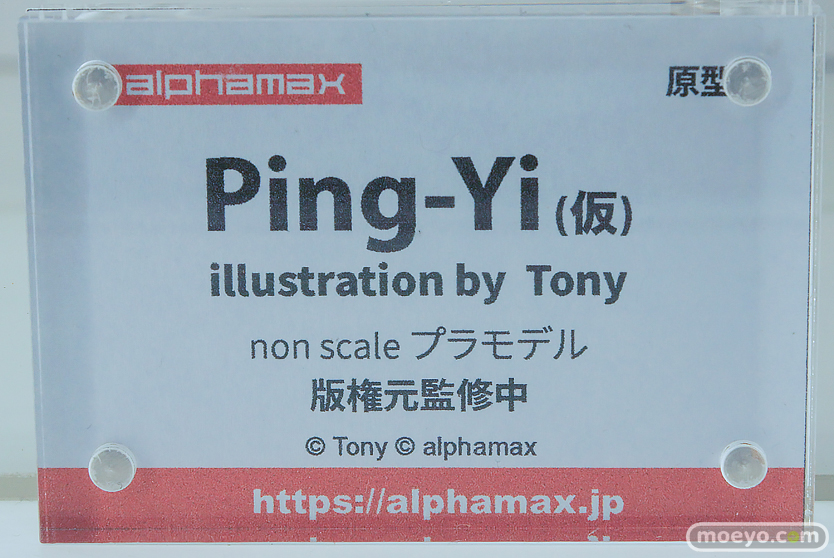 alphamax
原型
Ping-Yi (仮)
illustration by Tony
non scale プラモデル
版権元監修中
© Tony © alphamax
https://alphamax.jp
moeyo.com